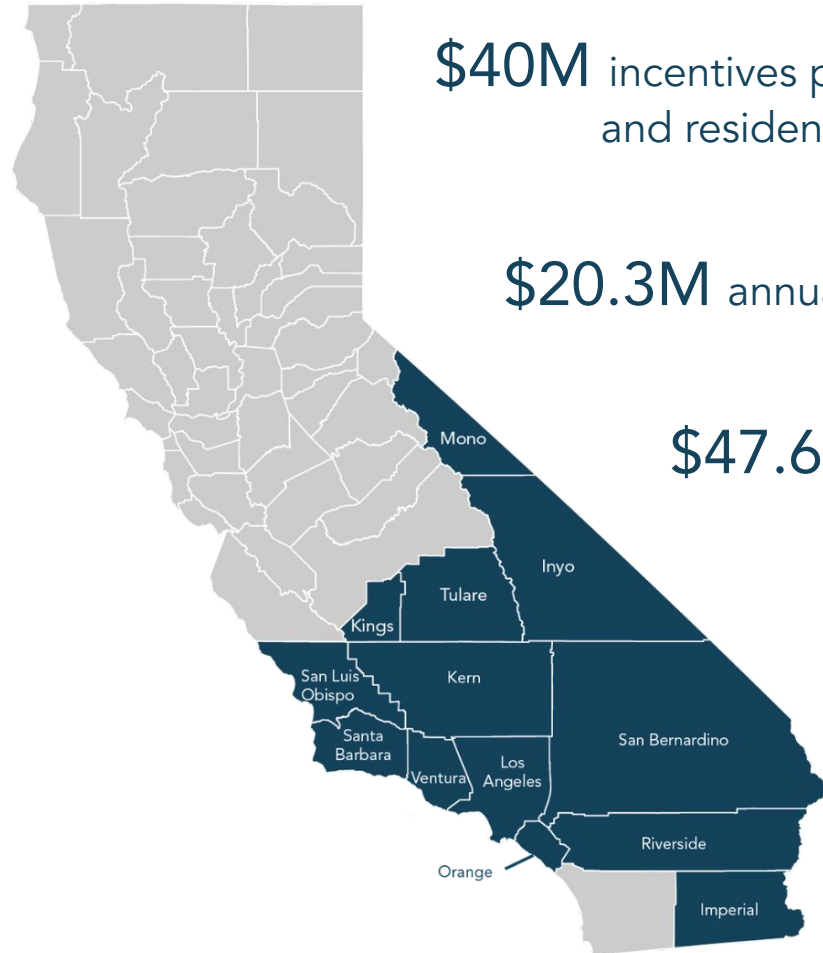 $40M incentives p
and residen
$20.3M annua
$47.6
Mono
Inyo
Tulare
Kings
San Luis
Obispo
Kern
Santa
Barbara
Ventura
Los
Angeles
San Bernardino
Orange
Riverside
Imperial